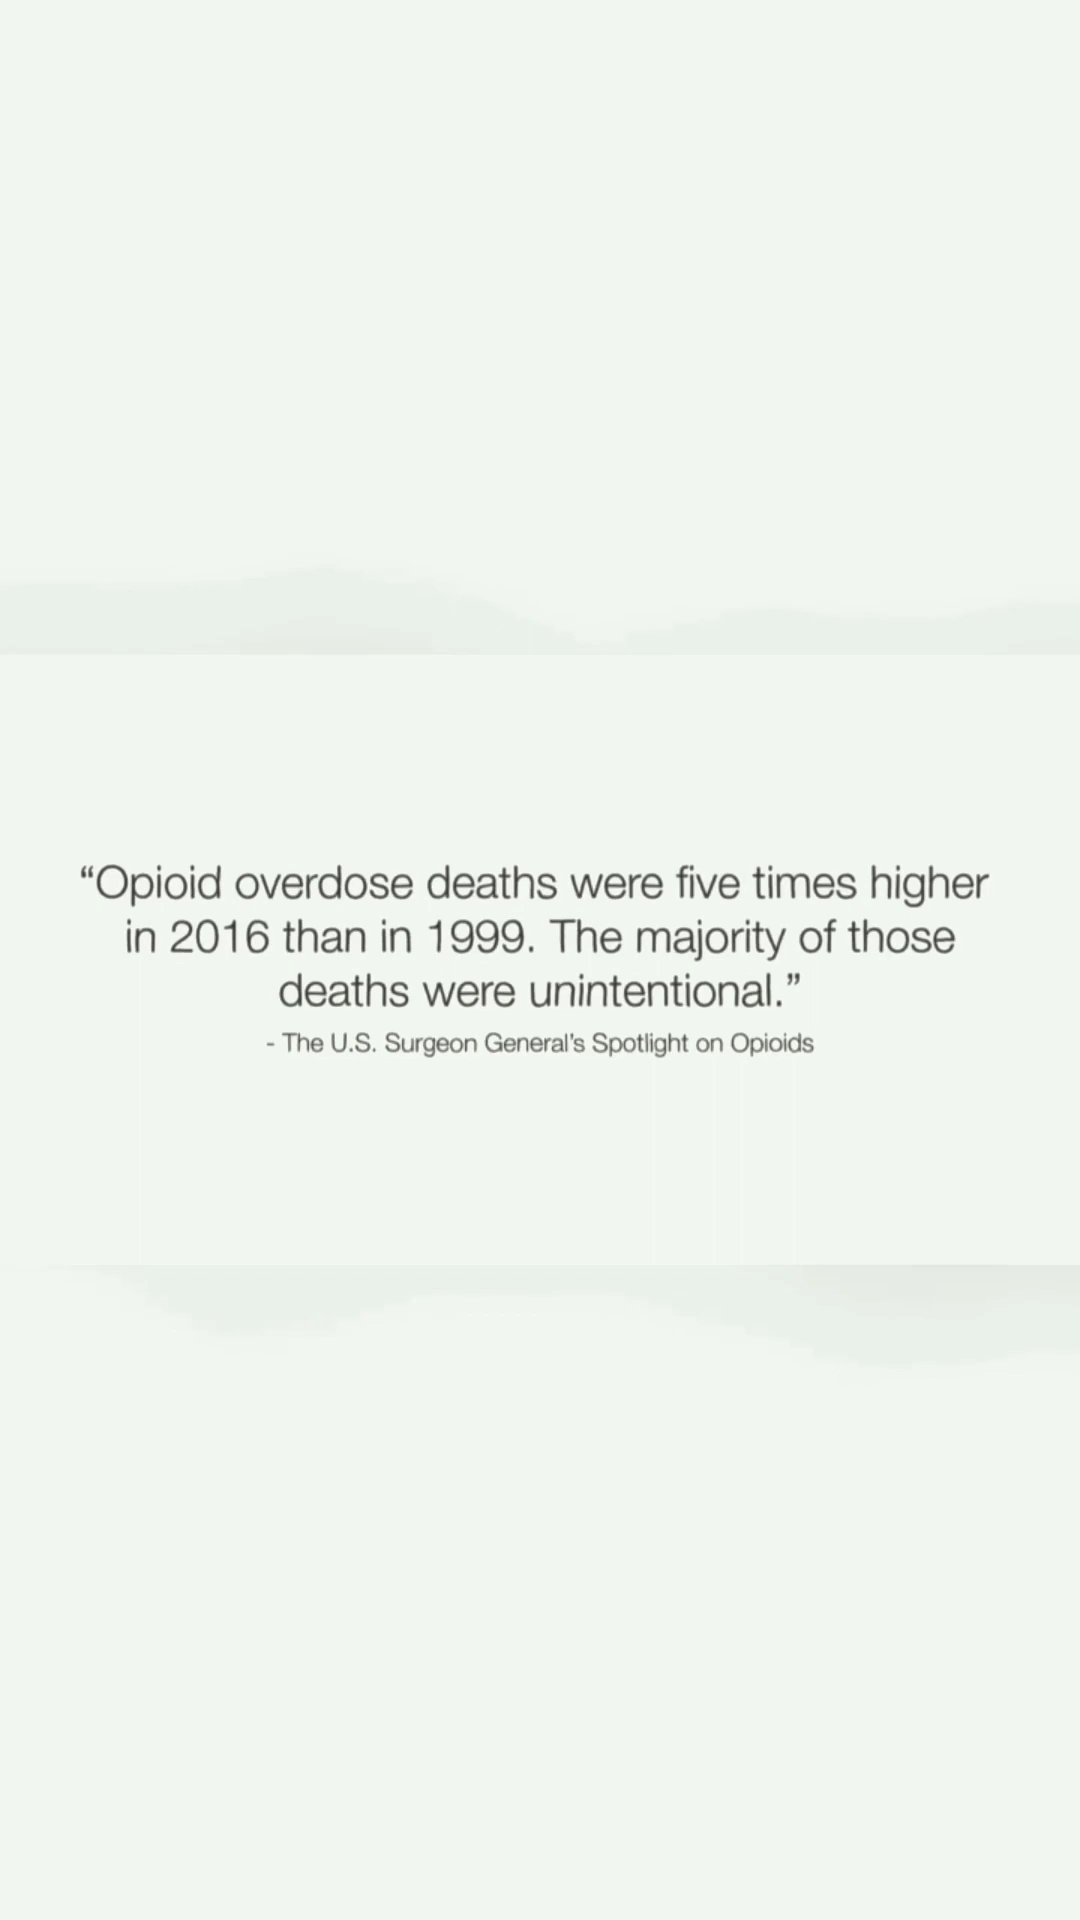 “Opioid overdose deaths were five times higher
in 2016 than in 1999. The majority of those
deaths were unintentional.”
- The U.S. Surgeon General's Spotlight on Opioids